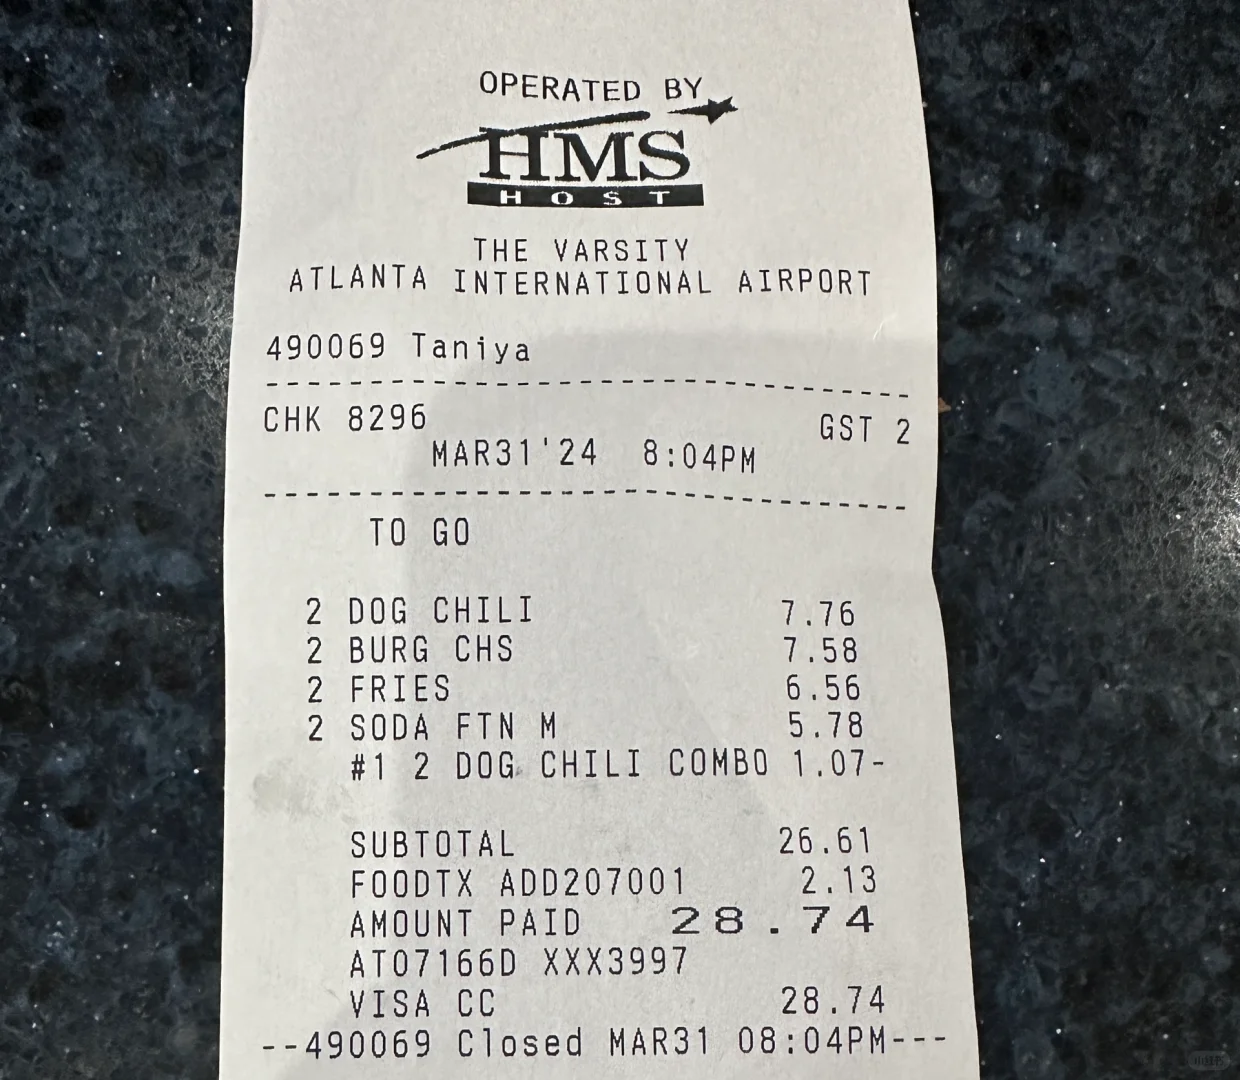 OPERATED BY
HMS
HOST
THE VARSITY
ATLANTA INTERNATIONAL AIRPORT
490069 Taniya
--------------------------------
CHK 8296 GST 2
MAR31'24 8:04PM
--------------------------------
TO GO
2 DOG CHILI 7.76
2 BURG CHS 7.58
2 FRIES 6.56
2 SODA FTN M 5.78
#1 2 DOG CHILI COMBO 1.07-
SUBTOTAL 26.61
FOODTX ADD207001 2.13
AMOUNT PAID 28.74
AT07166D XXX3997
VISA CC 28.74
--490069 Closed MAR31 08:04PM---
小红书